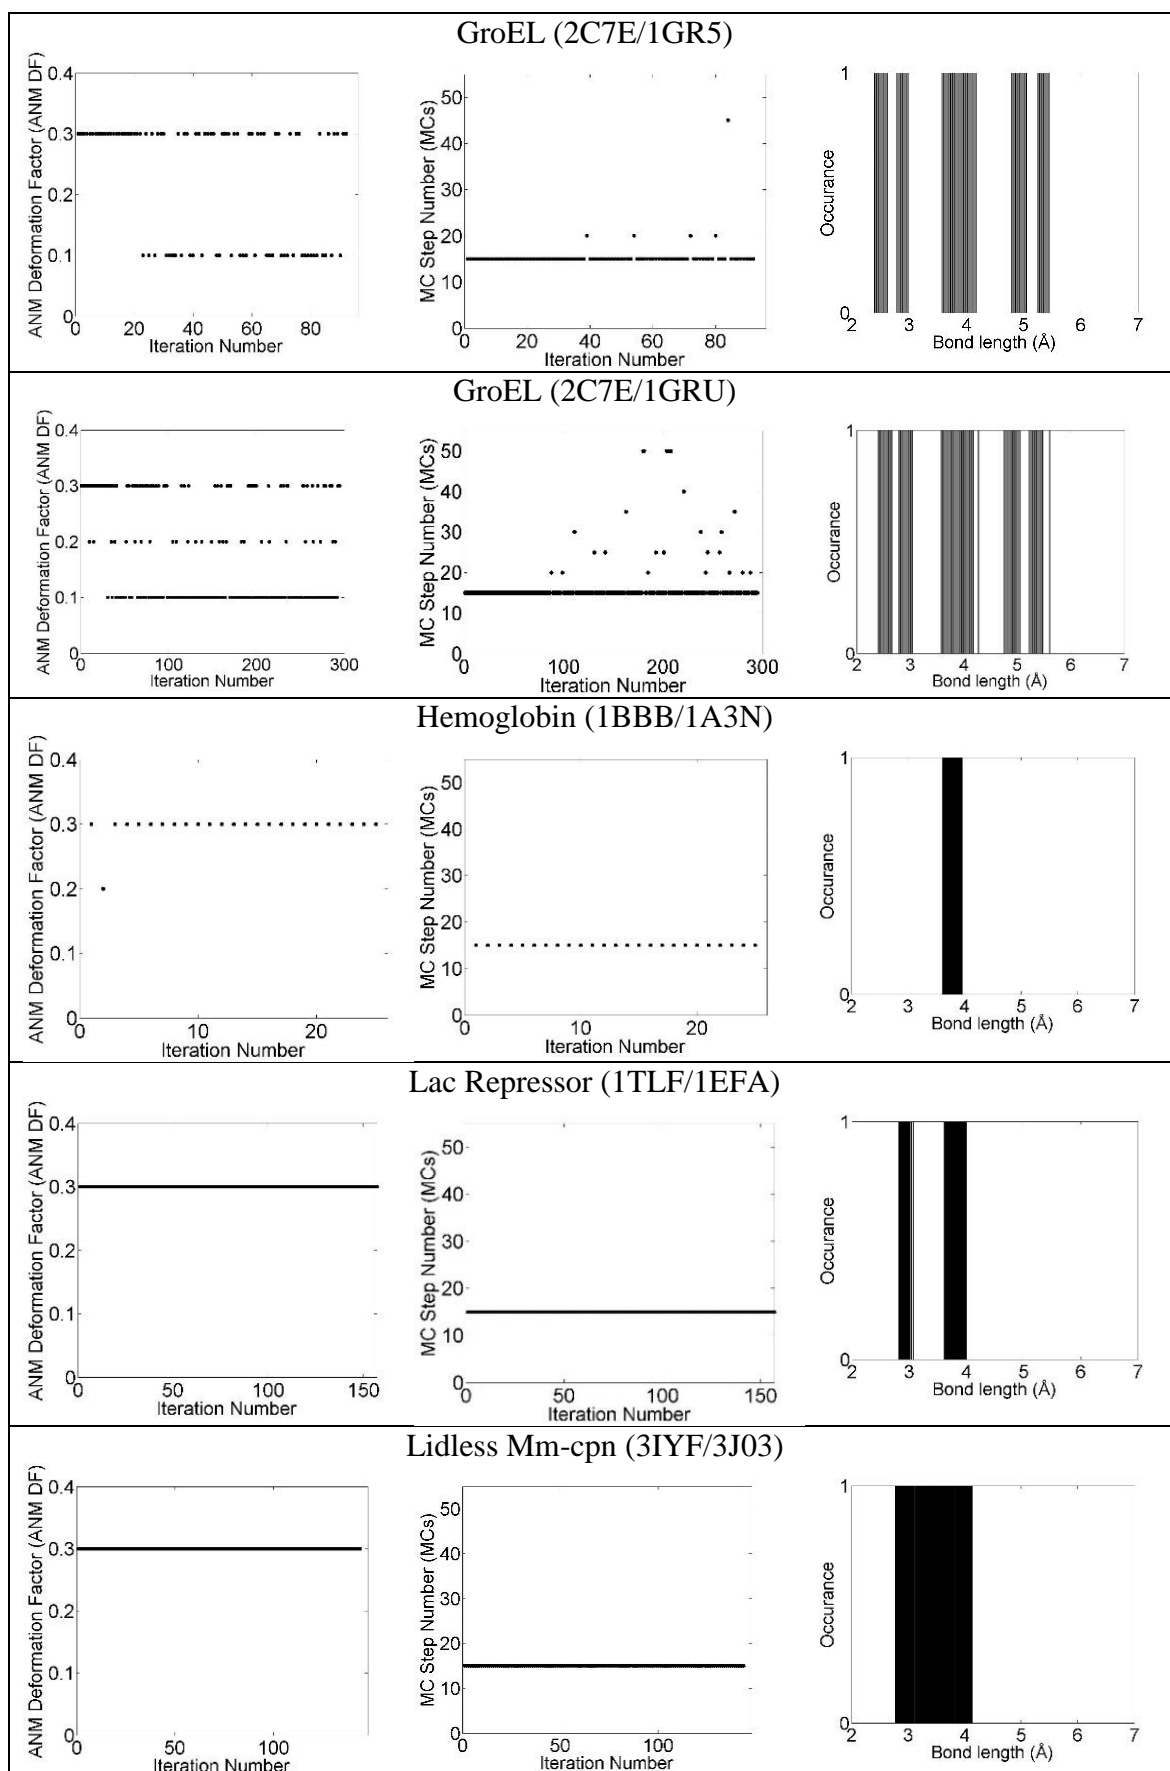 GroEL (2C7E/1GR5)
ANM Deformation Factor (ANM DF)
0.4
0.3
0.2
0.1
0
0 20 40 60 80
Iteration Number
MC Step Number (MCs)
50
40
30
20
10
0
0 20 40 60 80
Iteration Number
Occurance
1
0
2 3 4 5 6 7
Bond length (Å)
GroEL (2C7E/1GRU)
ANM Deformation Factor (ANM DF)
0.4
0.3
0.2
0.1
0
0 100 200 300
Iteration Number
MC Step Number (MCs)
50
40
30
20
10
0
0 100 200 300
Iteration Number
Occurance
1
0
2 3 4 5 6 7
Bond length (Å)
Hemoglobin (1BBB/1A3N)
ANM Deformation Factor (ANM DF)
0.4
0.3
0.2
0.1
0
0 10 20
Iteration Number
MC Step Number (MCs)
50
40
30
20
10
0
0 10 20
Iteration Number
Occurance
1
0
2 3 4 5 6 7
Bond length (Å)
Lac Repressor (1TLF/1EFA)
ANM Deformation Factor (ANM DF)
0.4
0.3
0.2
0.1
0
0 50 100 150
Iteration Number
MC Step Number (MCs)
50
40
30
20
10
0
0 50 100 150
Iteration Number
Occurance
1
0
2 3 4 5 6 7
Bond length (Å)
Lidless Mm-cpn (3IYF/3J03)
ANM Deformation Factor (ANM DF)
0.4
0.3
0.2
0.1
0
0 50 100
Iteration Number
MC Step Number (MCs)
50
40
30
20
10
0
0 50 100
Iteration Number
Occurance
1
0
2 3 4 5 6 7
Bond length (Å)